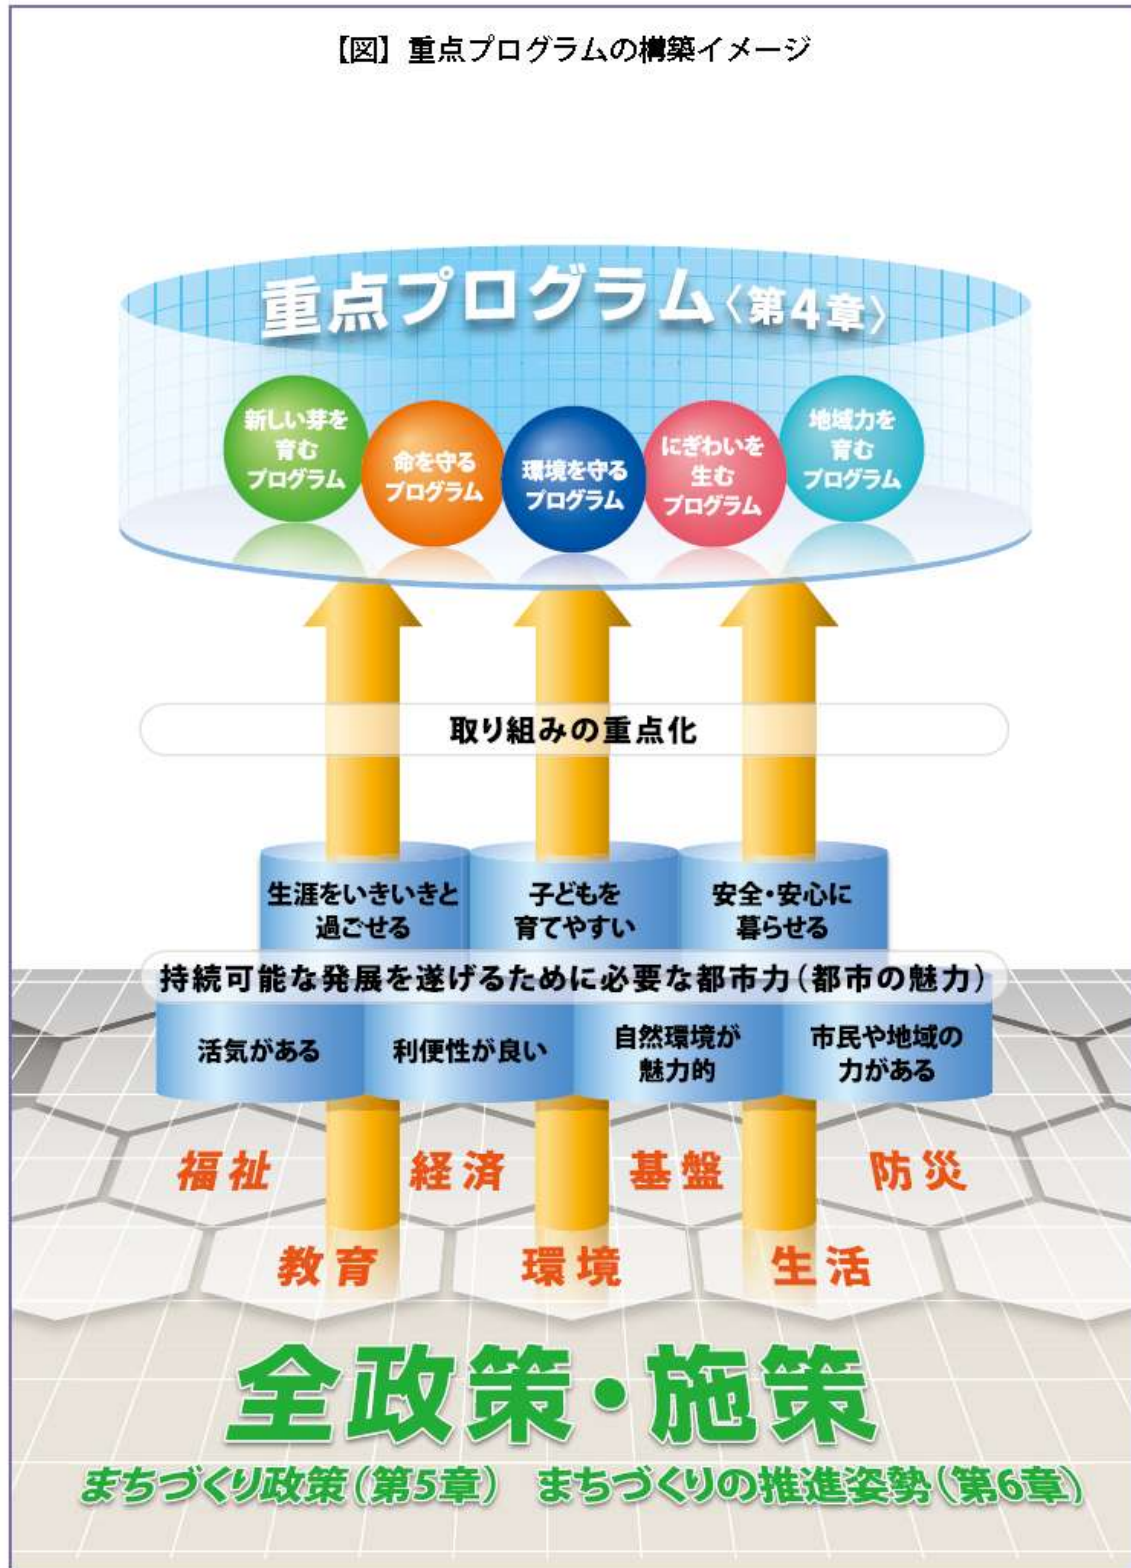 【図】重点プログラムの構築イメージ
重点プログラム〈第4章〉
新しい芽を
育む
プログラム
命を守る
プログラム
環境を守る
プログラム
にぎわいを
生む
プログラム
地域力を
育む
プログラム
取り組みの重点化
生涯をいきいきと
過ごせる
子どもを
育てやすい
安全・安心に
暮らせる
持続可能な発展を遂げるために必要な都市力(都市の魅力)
活気がある
利便性が良い
自然環境が
魅力的
市民や地域の
力がある
福祉 経済 基盤 防災
教育 環境 生活
全政策・施策
まちづくり政策(第5章) まちづくりの推進姿勢(第6章)